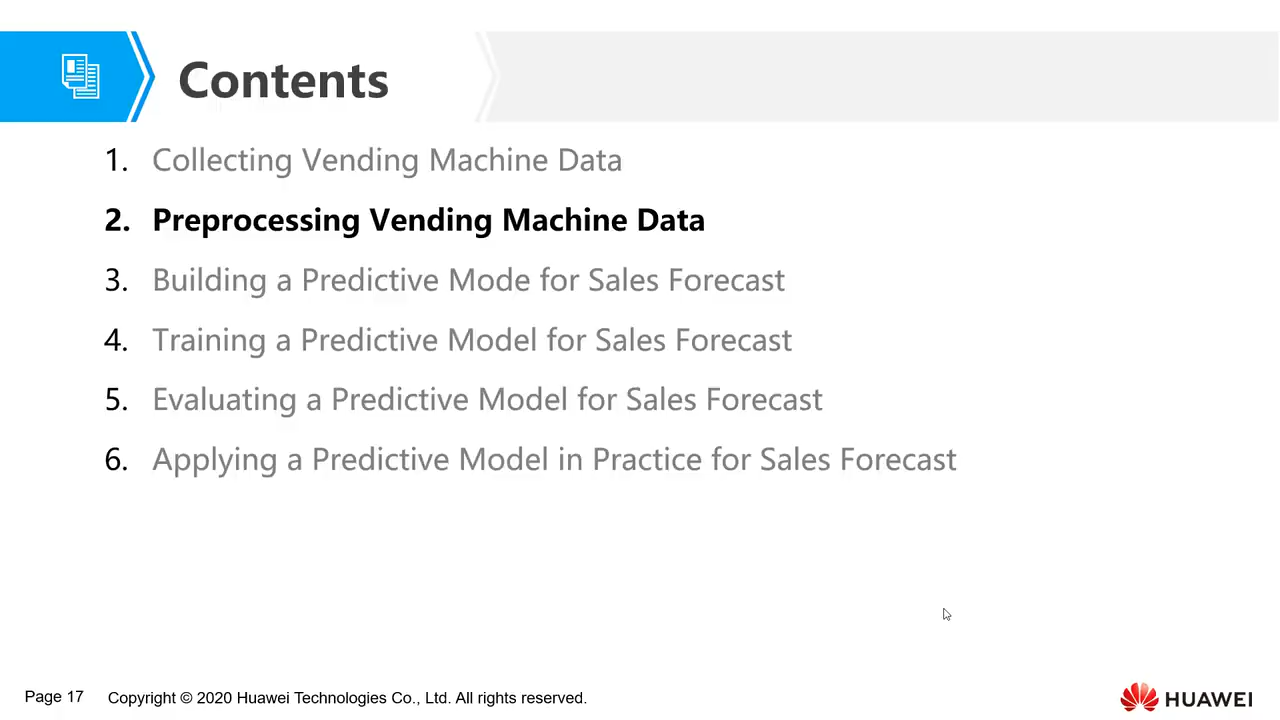 Contents
1. Collecting Vending Machine Data
2. Preprocessing Vending Machine Data
3. Building a Predictive Mode for Sales Forecast
4. Training a Predictive Model for Sales Forecast
5. Evaluating a Predictive Model for Sales Forecast
6. Applying a Predictive Model in Practice for Sales Forecast
Page 17 Copyright © 2020 Huawei Technologies Co., Ltd. All rights reserved.
HUAWEI